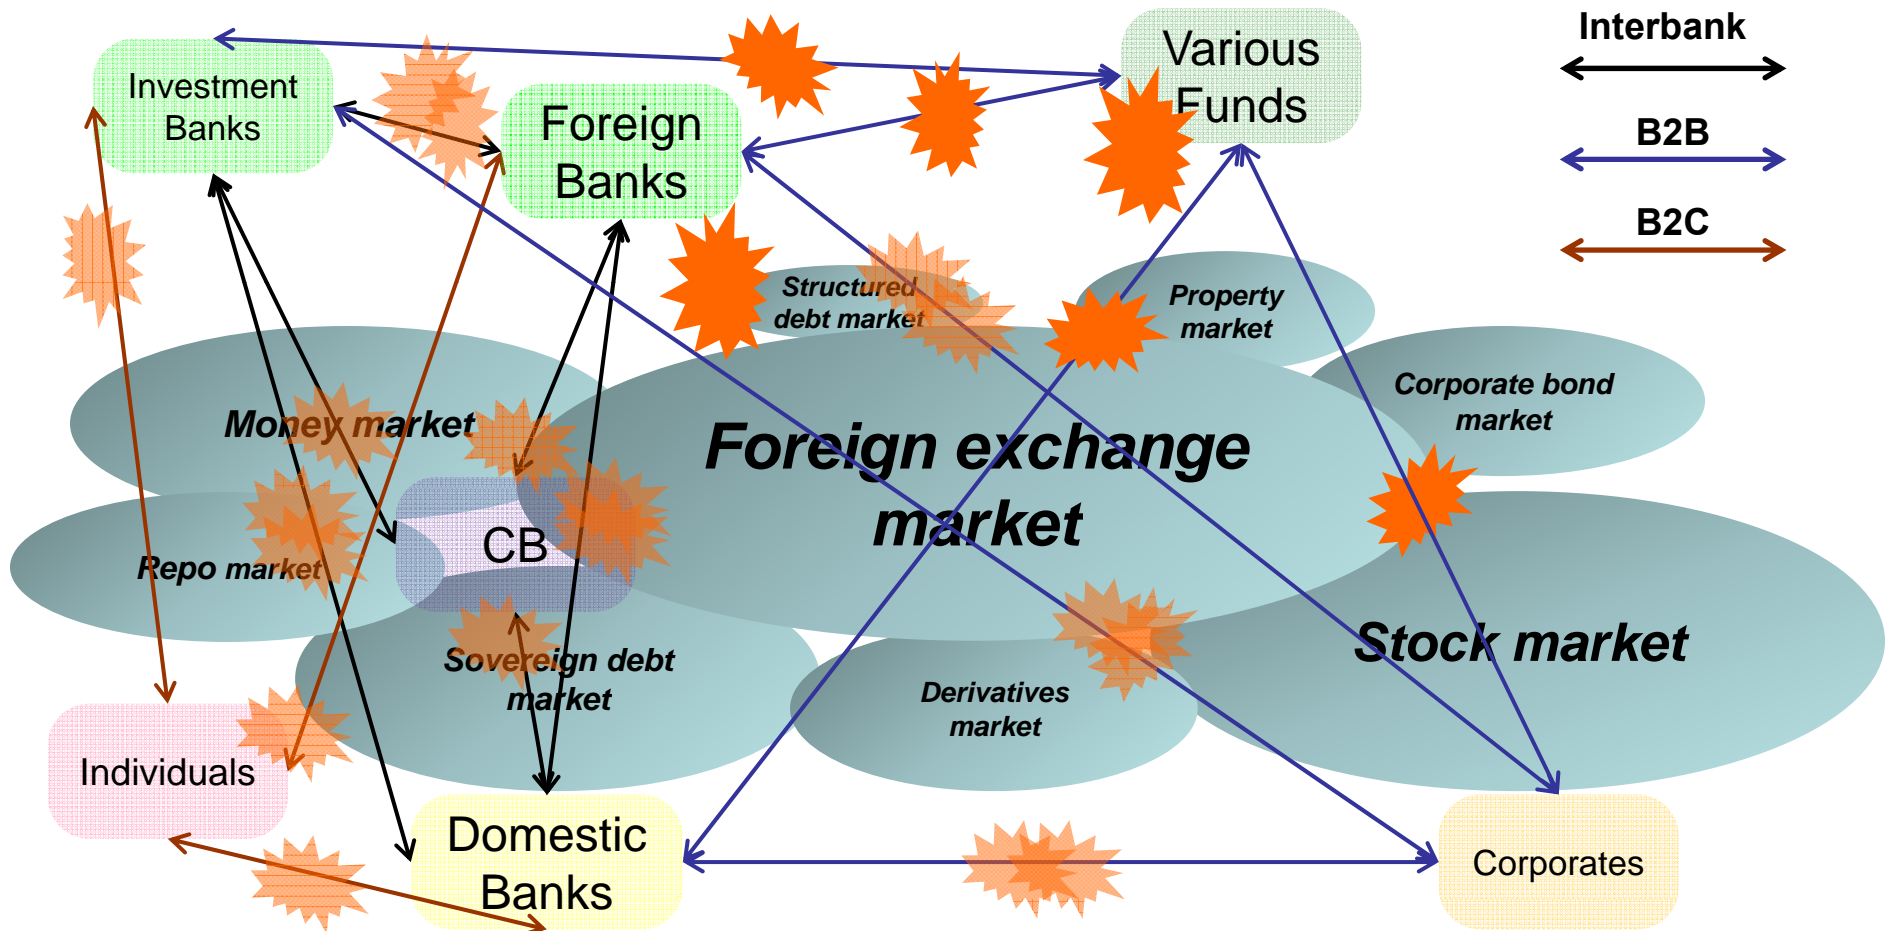 Interbank
B2B
B2C
Investment
Banks
Foreign
Banks
Various
Funds
Structured
debt market
Property
market
Corporate bond
market
Money market
Foreign exchange
market
CB
Repo market
Stock market
Sovereign debt
market
Derivatives
market
Individuals
Domestic
Banks
Corporates